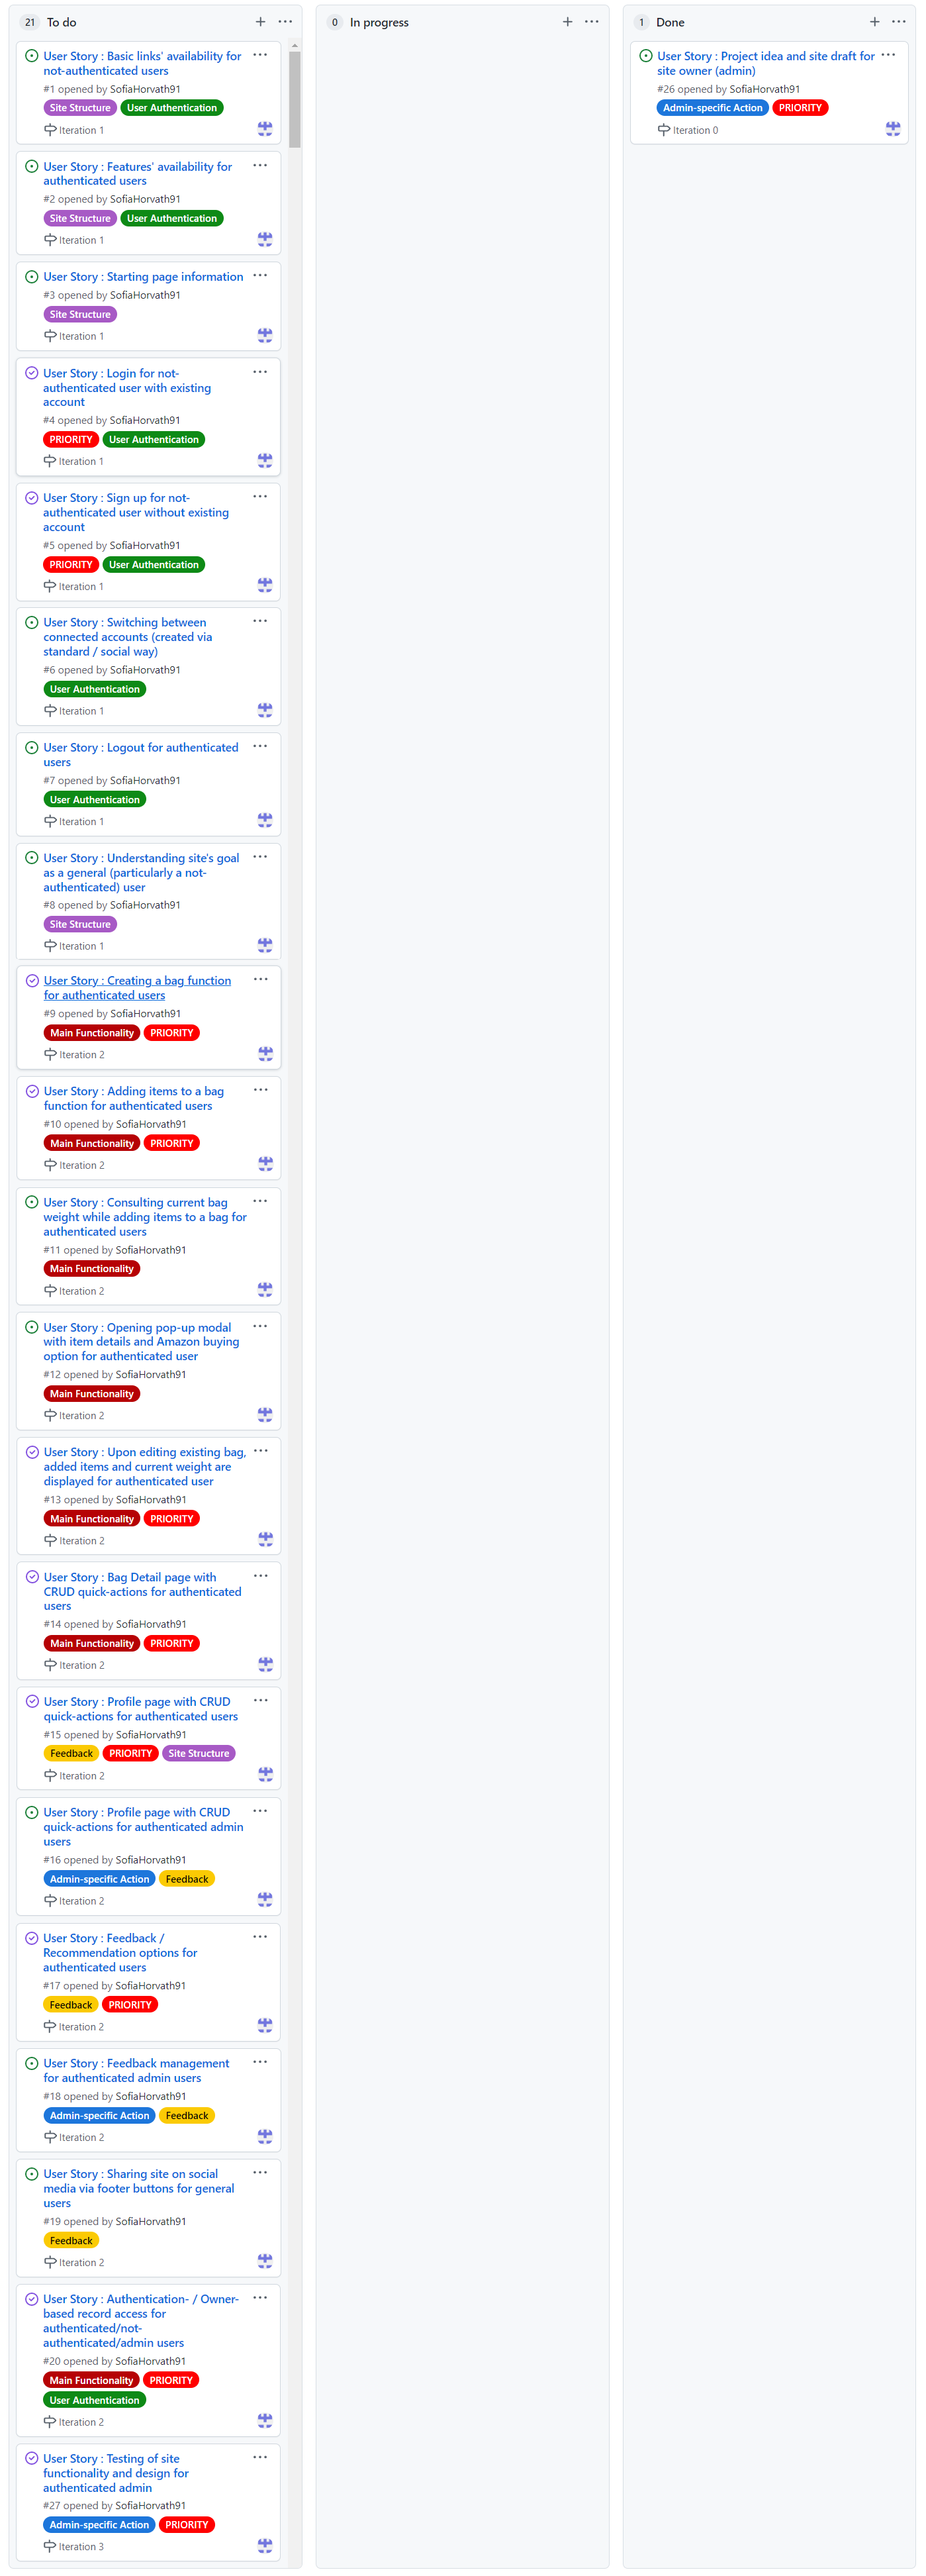 21 To do
User Story : Basic links' availability for
not-authenticated users
#1 opened by SofiaHorvath91
Site Structure User Authentication
Iteration 1
User Story : Features' availability for
authenticated users
#2 opened by SofiaHorvath91
Site Structure User Authentication
Iteration 1
User Story : Starting page information
#3 opened by SofiaHorvath91
Site Structure
Iteration 1
User Story : Login for not-
authenticated user with existing
account
#4 opened by SofiaHorvath91
PRIORITY User Authentication
Iteration 1
User Story : Sign up for not-
authenticated user without existing
account
#5 opened by SofiaHorvath91
PRIORITY User Authentication
Iteration 1
User Story : Switching between
connected accounts (created via
standard / social way)
#6 opened by SofiaHorvath91
User Authentication
Iteration 1
User Story : Logout for authenticated
users
#7 opened by SofiaHorvath91
User Authentication
Iteration 1
User Story : Understanding site's goal
as a general (particularly a not-
authenticated) user
#8 opened by SofiaHorvath91
Site Structure
Iteration 1
User Story : Creating a bag function
for authenticated users
#9 opened by SofiaHorvath91
Main Functionality PRIORITY
Iteration 2
User Story : Adding items to a bag
function for authenticated users
#10 opened by SofiaHorvath91
Main Functionality PRIORITY
Iteration 2
User Story : Consulting current bag
weight while adding items to a bag for
authenticated users
#11 opened by SofiaHorvath91
Main Functionality
Iteration 2
User Story : Opening pop-up modal
with item details and Amazon buying
option for authenticated user
#12 opened by SofiaHorvath91
Main Functionality
Iteration 2
User Story : Upon editing existing bag,
added items and current weight are
displayed for authenticated user
#13 opened by SofiaHorvath91
Main Functionality PRIORITY
Iteration 2
User Story : Bag Detail page with
CRUD quick-actions for authenticated
users
#14 opened by SofiaHorvath91
Main Functionality PRIORITY
Iteration 2
User Story : Profile page with CRUD
quick-actions for authenticated users
#15 opened by SofiaHorvath91
Feedback PRIORITY Site Structure
Iteration 2
User Story : Profile page with CRUD
quick-actions for authenticated admin
users
#16 opened by SofiaHorvath91
Admin-specific Action Feedback
Iteration 2
User Story : Feedback /
Recommendation options for
authenticated users
#17 opened by SofiaHorvath91
Feedback PRIORITY
Iteration 2
User Story : Feedback management
for authenticated admin users
#18 opened by SofiaHorvath91
Admin-specific Action Feedback
Iteration 2
User Story : Sharing site on social
media via footer buttons for general
users
#19 opened by SofiaHorvath91
Feedback
Iteration 2
User Story : Authentication- / Owner-
based record access for
authenticated/not-
authenticated/admin users
#20 opened by SofiaHorvath91
Main Functionality PRIORITY
User Authentication
Iteration 2
User Story : Testing of site
functionality and design for
authenticated admin
#27 opened by SofiaHorvath91
Admin-specific Action PRIORITY
Iteration 3
0 In progress
1 Done
User Story : Project idea and site draft for
site owner (admin)
#26 opened by SofiaHorvath91
Admin-specific Action PRIORITY
Iteration 0